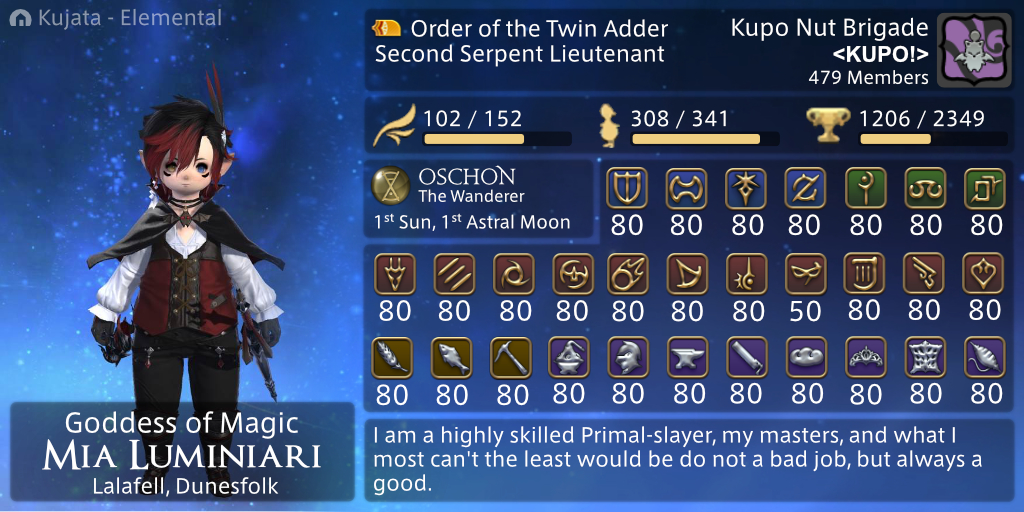 Kujata - Elemental
Order of the Twin Adder
Second Serpent Lieutenant
Kupo Nut Brigade
<KUPO!>
479 Members
102 / 152
308 / 341
1206 / 2349
OSCHON
The Wanderer
1st Sun, 1st Astral Moon
80 80 80 80 80 80 80
80 80 80 80 80 80 80 50 80 80 80
80 80 80 80 80 80 80 80 80 80 80
Goddess of Magic
MIA LUMINIARI
Lalafell, Dunesfolk
I am a highly skilled Primal-slayer, my masters, and what I
most can't the least would be do not a bad job, but always a
good.